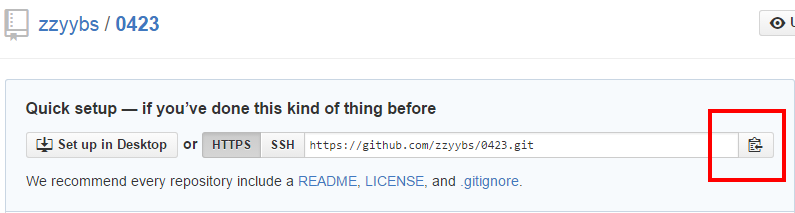 zzyybs / 0423
Quick setup — if you've done this kind of thing before
Set up in Desktop or HTTPS SSH https://github.com/zzyybs/0423.git
We recommend every repository include a README, LICENSE, and .gitignore.